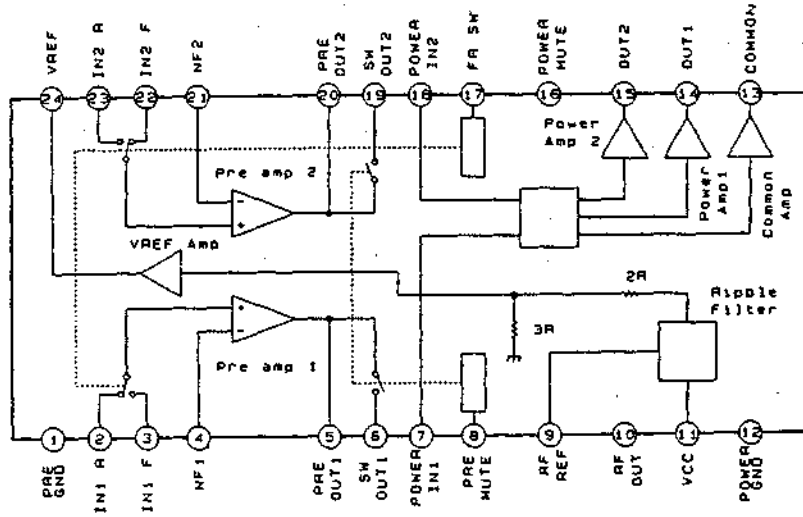 VREF
IN2 R
IN2 F
NF2
PRE
OUT2
SW
OUT2
POWER
IN2
FR SW
POWER
MUTE
OUT2
OUT1
COMMON
24
23
22
21
20
19
18
17
16
15
14
13
Power
Amp 2
Power
Amp1
Common
Amp
Pre amp 2
-
+
VREF Amp
2R
Ripple
Filter
3R
+
-
Pre amp 1
1
2
3
4
5
6
7
8
9
10
11
12
PRE
GND
IN1 R
IN1 F
NF1
PRE
OUT1
SW
OUT1
POWER
IN1
PRE
MUTE
RF
REF
RF
OUT
VCC
POWER
GND